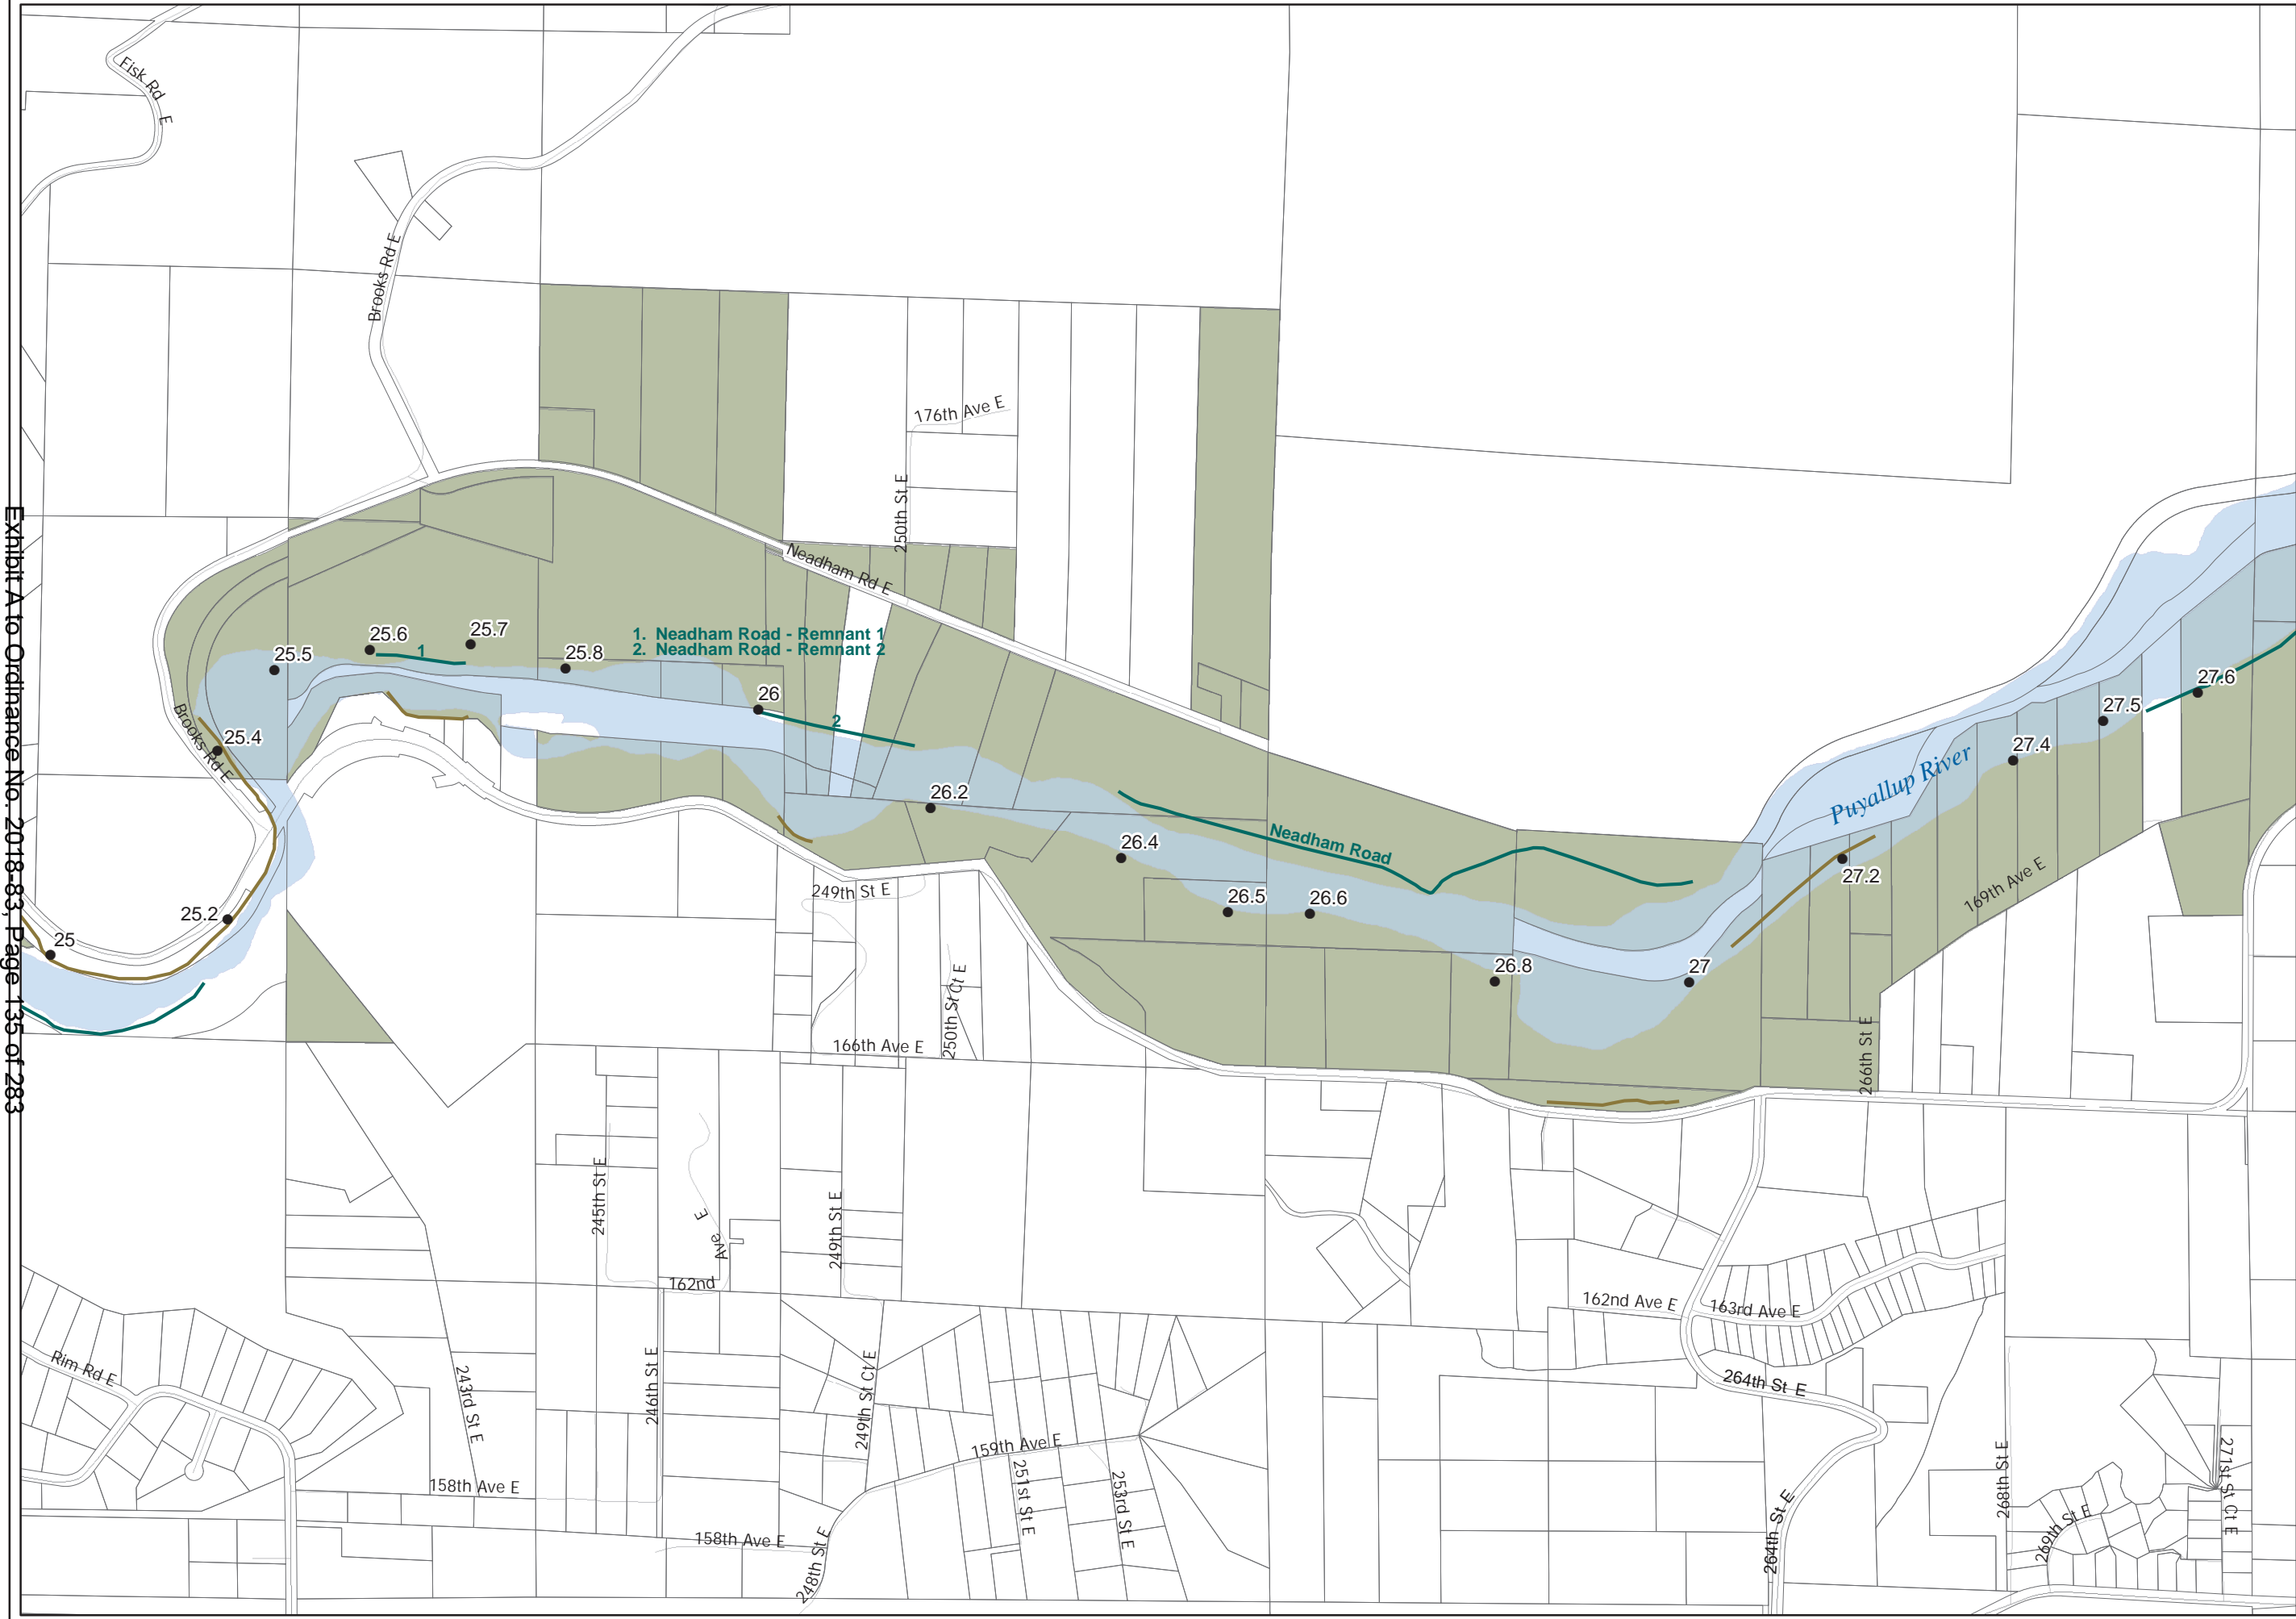 Exhibit A to Ordinance No. 2018-83, Page 135 of 283
Fisk Rd E
Brooks Rd E
176th Ave E
250th St E
Neadham Rd E
25.6
25.7
25.5
25.8
1
1. Neadham Road - Remnant 1
2. Neadham Road - Remnant 2
26
2
27.6
27.5
27.4
Puyallup River
Brooks Rd E
25.4
26.2
26.4
Neadham Road
27.2
169th Ave E
249th St E
26.5
26.6
25.2
25
26.8
27
250th St Ct E
166th Ave E
266th St E
245th St E
249th St E
162nd Ave E
162nd Ave E
163rd Ave E
264th St E
Rim Rd E
243rd St E
246th St E
249th St Ct E
159th Ave E
251st St E
253rd St E
158th Ave E
158th Ave E
248th St E
264th St E
268th St E
269th St E
271st St Ct E